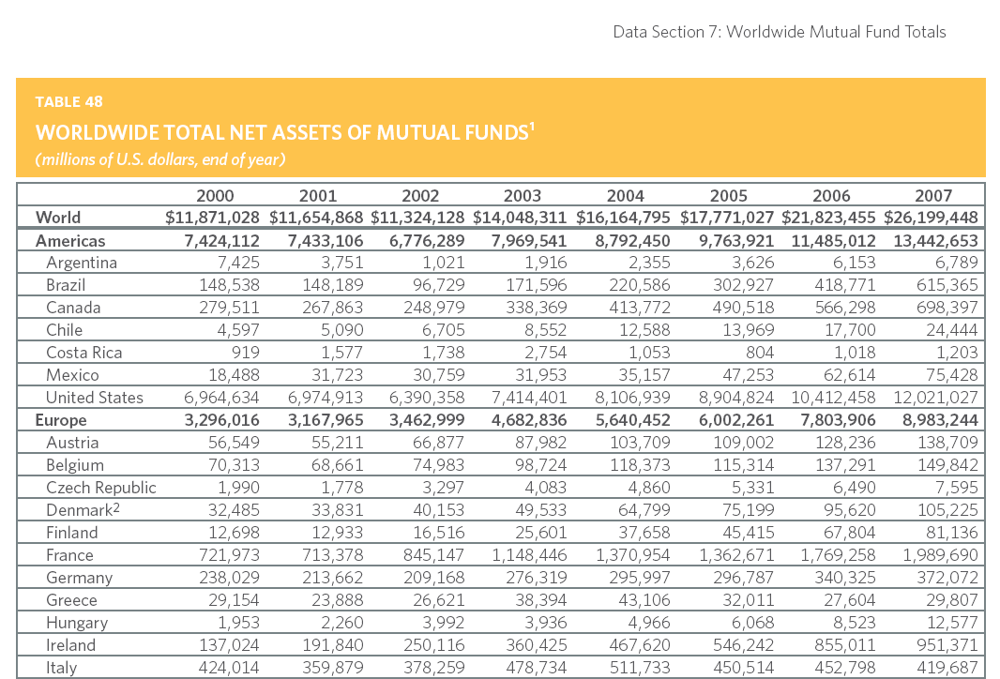 Data Section 7: Worldwide Mutual Fund Totals
TABLE 48
WORLDWIDE TOTAL NET ASSETS OF MUTUAL FUNDS¹
(millions of U.S. dollars, end of year)
2000 2001 2002 2003 2004 2005 2006 2007
World $11,871,028 $11,654,868 $11,324,128 $14,048,311 $16,164,795 $17,771,027 $21,823,455 $26,199,448
Americas 7,424,112 7,433,106 6,776,289 7,969,541 8,792,450 9,763,921 11,485,012 13,442,653
Argentina 7,425 3,751 1,021 1,916 2,355 3,626 6,153 6,789
Brazil 148,538 148,189 96,729 171,596 220,586 302,927 418,771 615,365
Canada 279,511 267,863 248,979 338,369 413,772 490,518 566,298 698,397
Chile 4,597 5,090 6,705 8,552 12,588 13,969 17,700 24,444
Costa Rica 919 1,577 1,738 2,754 1,053 804 1,018 1,203
Mexico 18,488 31,723 30,759 31,953 35,157 47,253 62,614 75,428
United States 6,964,634 6,974,913 6,390,358 7,414,401 8,106,939 8,904,824 10,412,458 12,021,027
Europe 3,296,016 3,167,965 3,462,999 4,682,836 5,640,452 6,002,261 7,803,906 8,983,244
Austria 56,549 55,211 66,877 87,982 103,709 109,002 128,236 138,709
Belgium 70,313 68,661 74,983 98,724 118,373 115,314 137,291 149,842
Czech Republic 1,990 1,778 3,297 4,083 4,860 5,331 6,490 7,595
Denmark² 32,485 33,831 40,153 49,533 64,799 75,199 95,620 105,225
Finland 12,698 12,933 16,516 25,601 37,658 45,415 67,804 81,136
France 721,973 713,378 845,147 1,148,446 1,370,954 1,362,671 1,769,258 1,989,690
Germany 238,029 213,662 209,168 276,319 295,997 296,787 340,325 372,072
Greece 29,154 23,888 26,621 38,394 43,106 32,011 27,604 29,807
Hungary 1,953 2,260 3,992 3,936 4,966 6,068 8,523 12,577
Ireland 137,024 191,840 250,116 360,425 467,620 546,242 855,011 951,371
Italy 424,014 359,879 378,259 478,734 511,733 450,514 452,798 419,687